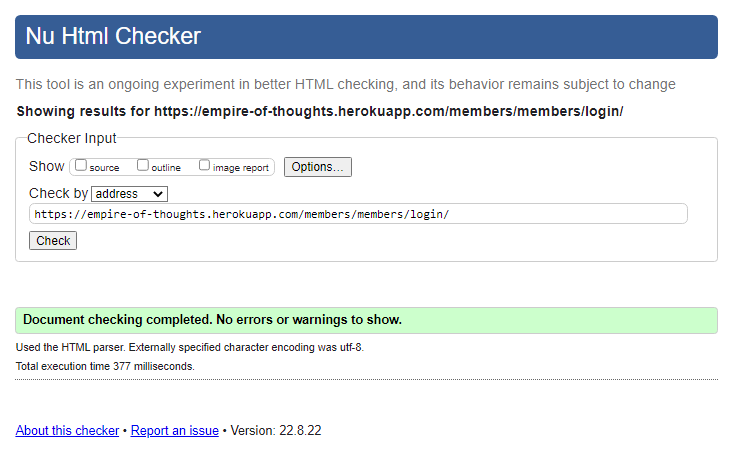 Nu Html Checker
This tool is an ongoing experiment in better HTML checking, and its behavior remains subject to change
Showing results for https://empire-of-thoughts.herokuapp.com/members/members/login/
Checker Input
Show source outline image report Options...
Check by address
https://empire-of-thoughts.herokuapp.com/members/members/login/
Check
Document checking completed. No errors or warnings to show.
Used the HTML parser. Externally specified character encoding was utf-8.
Total execution time 377 milliseconds.
About this checker • Report an issue • Version: 22.8.22